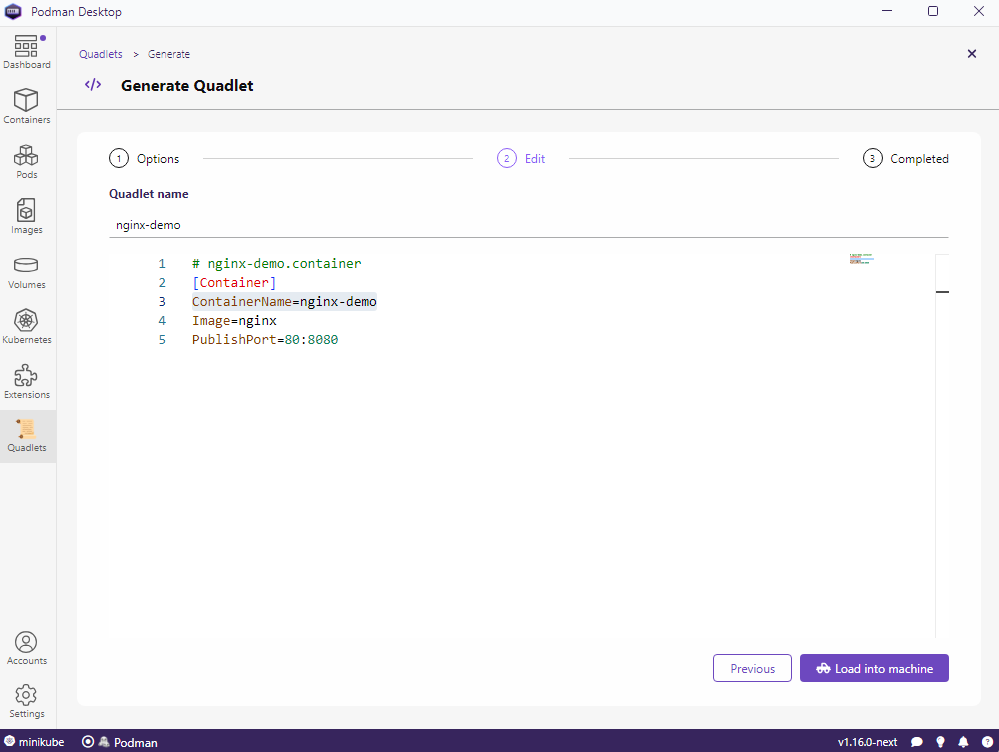 Podman Desktop
Dashboard
Containers
Pods
Images
Volumes
Kubernetes
Extensions
Quadlets
Accounts
Settings
Quadlets > Generate
</> Generate Quadlet
1 Options
2 Edit
3 Completed
Quadlet name
nginx-demo
1 # nginx-demo.container
2 [Container]
3 ContainerName=nginx-demo
4 Image=nginx
5 PublishPort=80:8080
Previous
Load into machine
minikube
Podman
v1.16.0-next